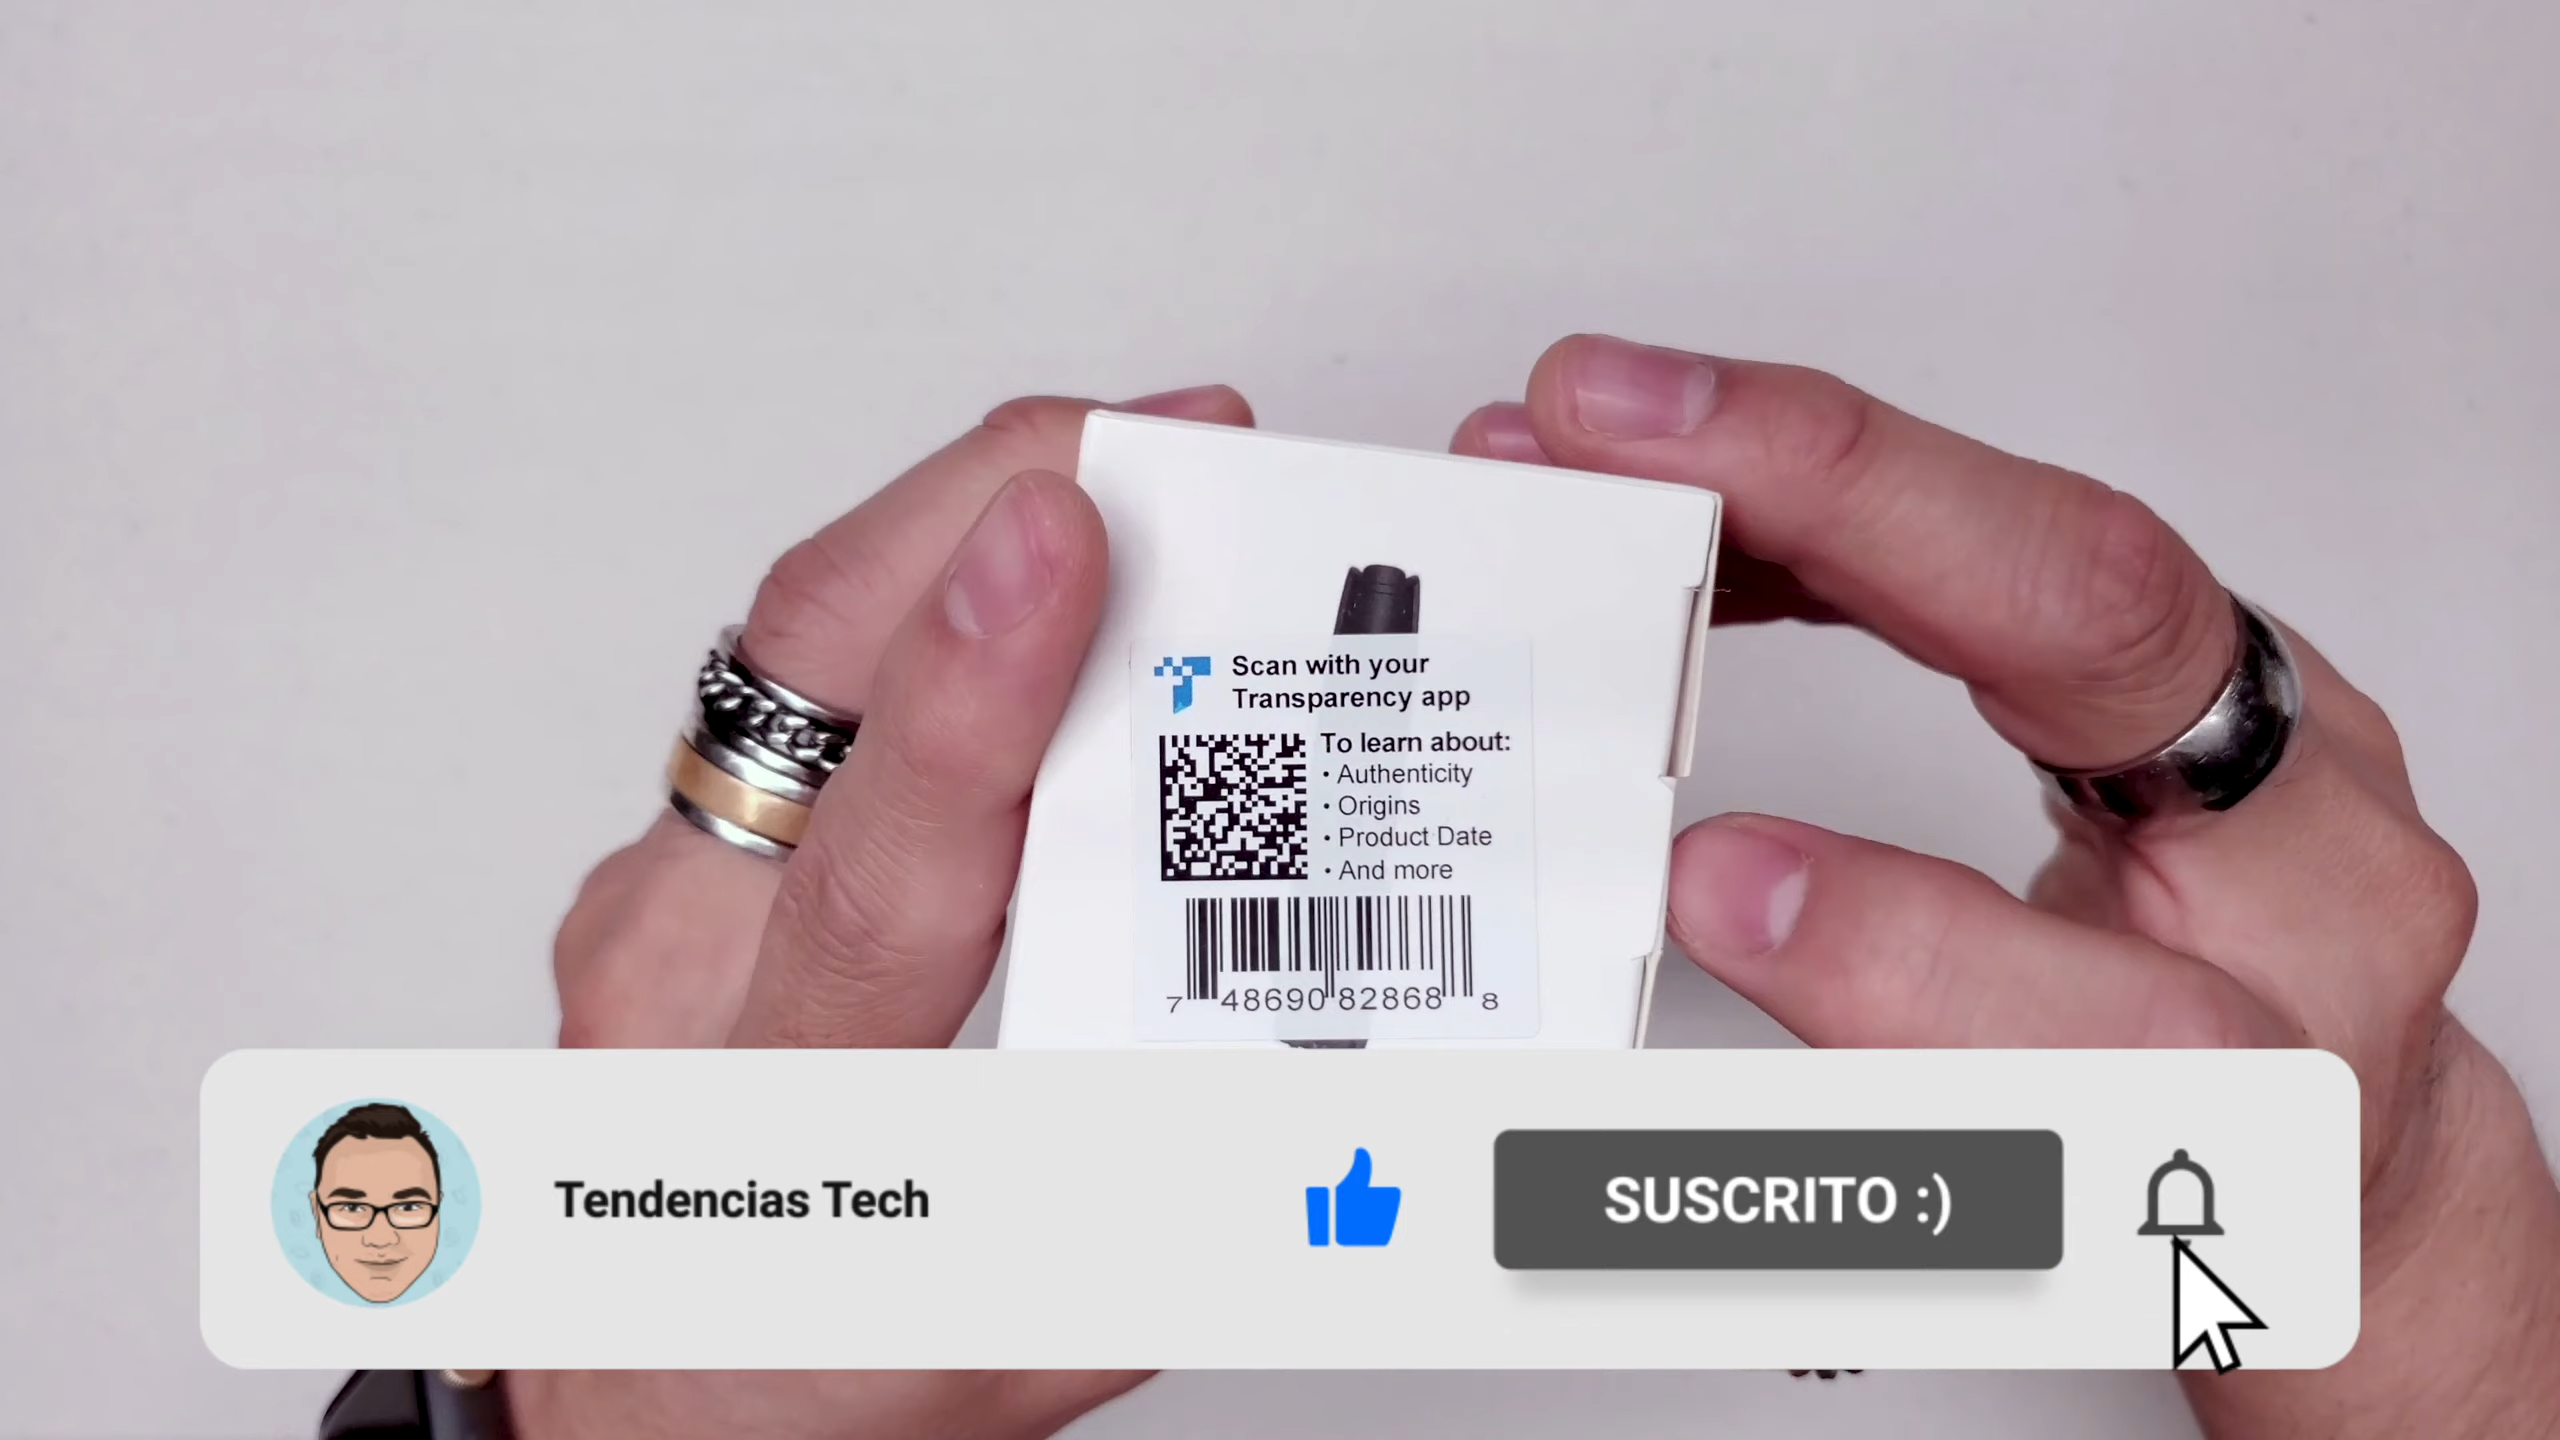 Scan with your
Transparency app
To learn about:
• Authenticity
• Origins
• Product Date
• And more
7 48690 82868 8
Tendencias Tech
SUSCRITO :)